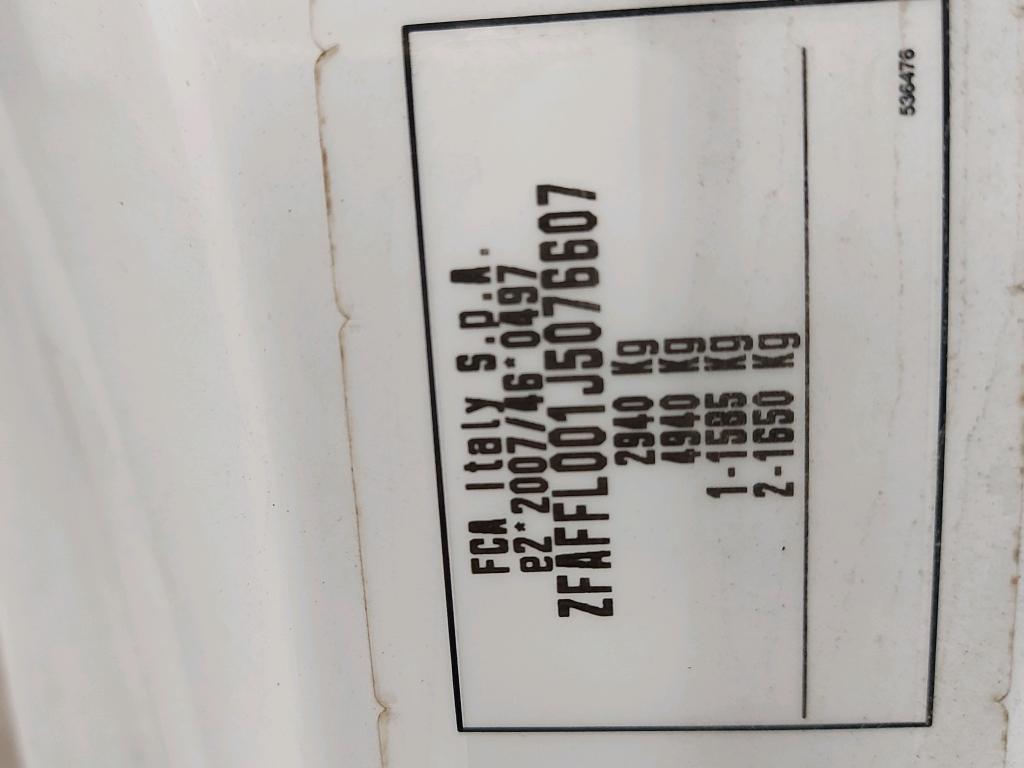 FCA Italy S.p.A.
e2*2007/46*0497
ZFAFFL001J5076607
2940 Kg
4940 Kg
1-1585 Kg
2-1650 Kg
536476